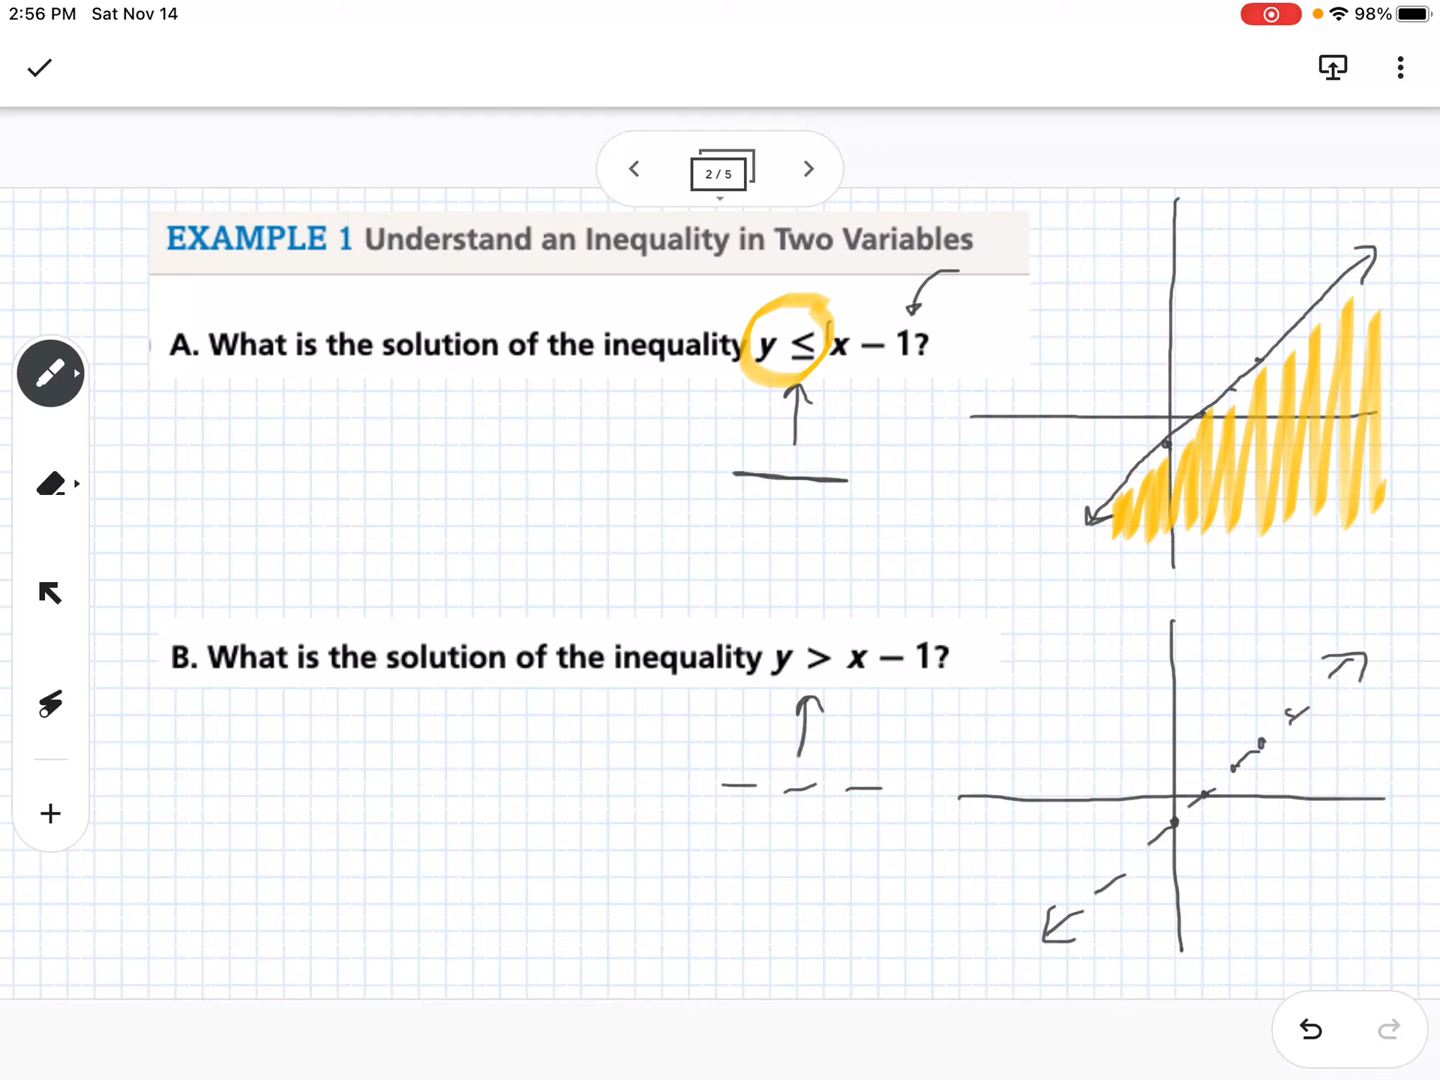 2:56 PM Sat Nov 14
98%
2 / 5
EXAMPLE 1 Understand an Inequality in Two Variables
A. What is the solution of the inequality y ≤ x − 1?
B. What is the solution of the inequality y > x − 1?